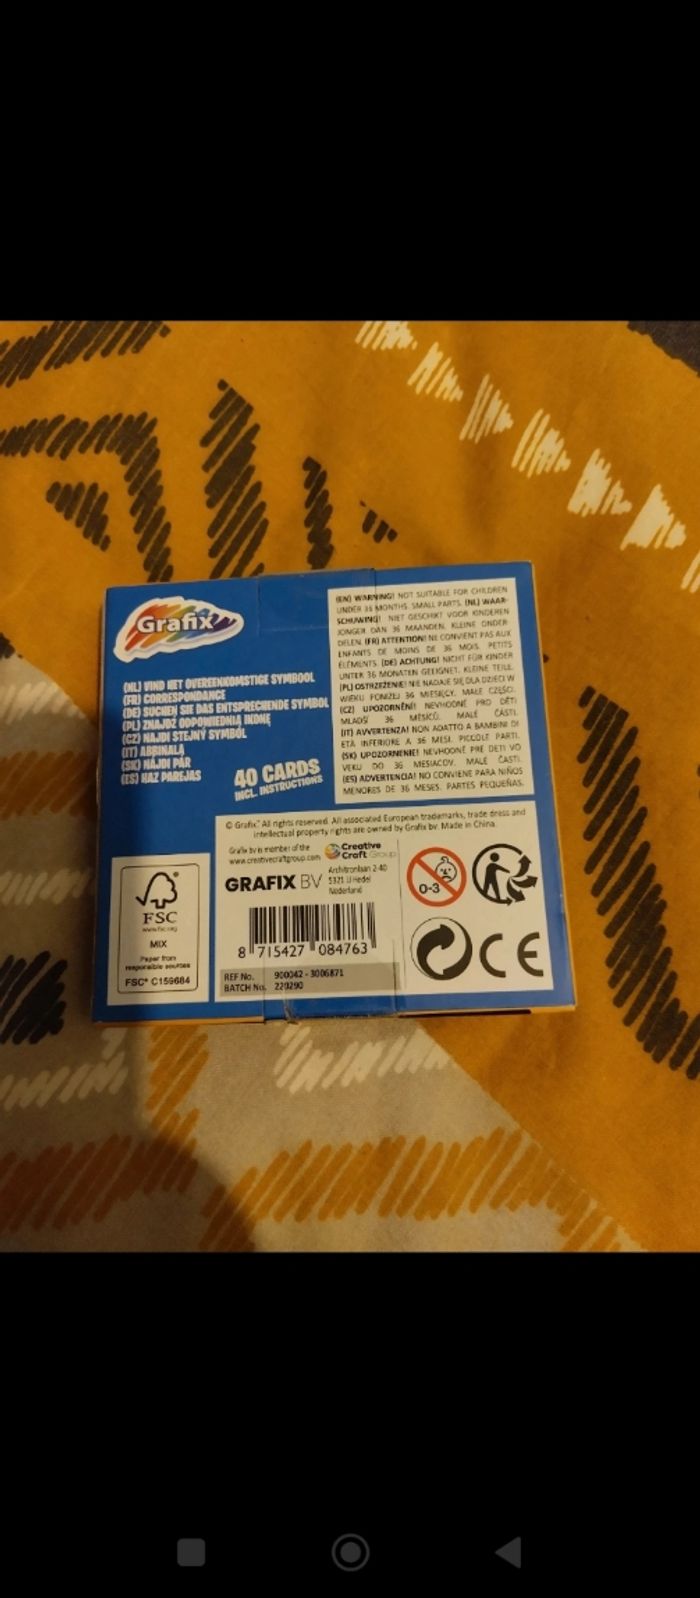 Grafix
(NL) VIND HET OVEREENKOMSTIGE SYMBOOL
(FR) CORRESPONDANCE
(DE) SUCHEN SIE DAS ENTSPRECHENDE SYMBOL
(PL) ZNAJDŹ ODPOWIEDNIĄ IKONĘ
(CZ) NAJDI STEJNÝ SYMBOL
(IT) ABBINALA
(SK) NÁJDI PÁR
(ES) HAZ PAREJAS
40 CARDS
INCL. INSTRUCTIONS
(EN) WARNING! NOT SUITABLE FOR CHILDREN
UNDER 36 MONTHS. SMALL PARTS. (NL) WAAR-
SCHUWING! NIET GESCHIKT VOOR KINDEREN
JONGER DAN 36 MAANDEN. KLEINE ONDER-
DELEN. (FR) ATTENTION! NE CONVIENT PAS AUX
ENFANTS DE MOINS DE 36 MOIS. PETITS
ÉLÉMENTS. (DE) ACHTUNG! NICHT FÜR KINDER
UNTER 36 MONATEN GEEIGNET. KLEINE TEILE.
(PL) OSTRZEŻENIE! NIE NADAJE SIĘ DLA DZIECI W
WIEKU PONIŻEJ 36 MIESIĘCY. MAŁE CZĘŚCI.
(CZ) UPOZORNĚNÍ! NEVHODNÉ PRO DĚTI
MLADŠÍ 36 MĚSÍCŮ. MALÉ ČÁSTI.
(IT) AVVERTENZA! NON ADATTO A BAMBINI DI
ETÀ INFERIORE A 36 MESI. PICCOLE PARTI.
(SK) UPOZORNENIE! NEVHODNÉ PRE DETI VO
VEKU DO 36 MESIACOV. MALÉ ČASTI.
(ES) ADVERTENCIA! NO CONVIENE PARA NIÑOS
MENORES DE 36 MESES. PARTES PEQUEÑAS.
© Grafix™ All rights reserved. All associated European trademarks, trade dress and
intellectual property rights are owned by Grafix bv. Made in China.
Grafix bv is member of the
www.creativecraftgroup.com
Creative
Craft Group
GRAFIX BV
Architronlaan 2-40
5321 JJ Hedel
Nederland
0-3
FSC
www.fsc.org
MIX
Paper from
responsible sources
FSC® C159684
8 715427 084763
REF No. 900042 - 3006871
BATCH No. 220290
CE